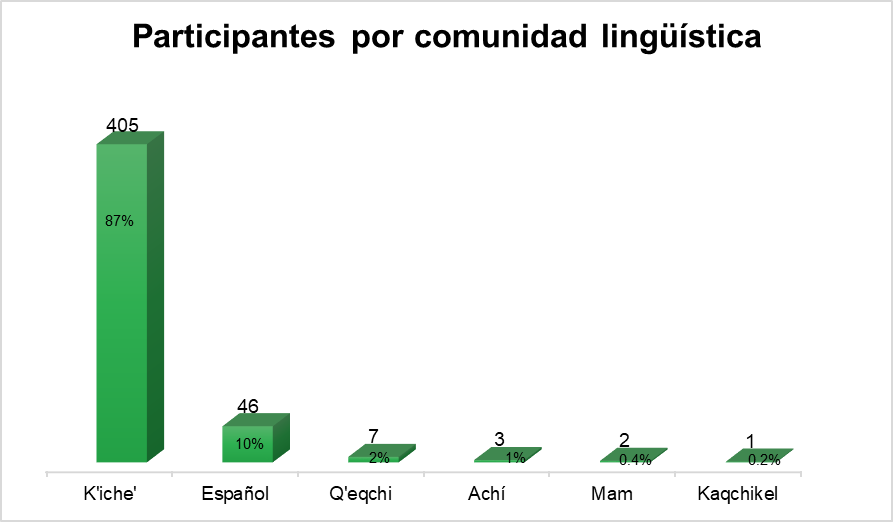 Participantes por comunidad lingüística
405
87%
46
10%
7
2%
3
1%
2
0.4%
1
0.2%
K'iche'
Español
Q'eqchi
Achí
Mam
Kaqchikel